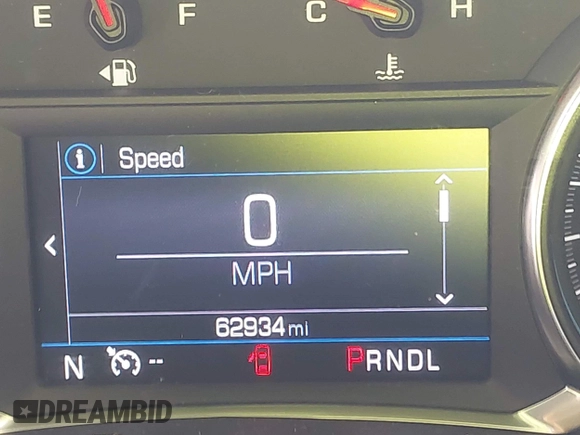 E F C H
Speed
0
MPH
62934 mi
N -- PRNDL
DREAMBID